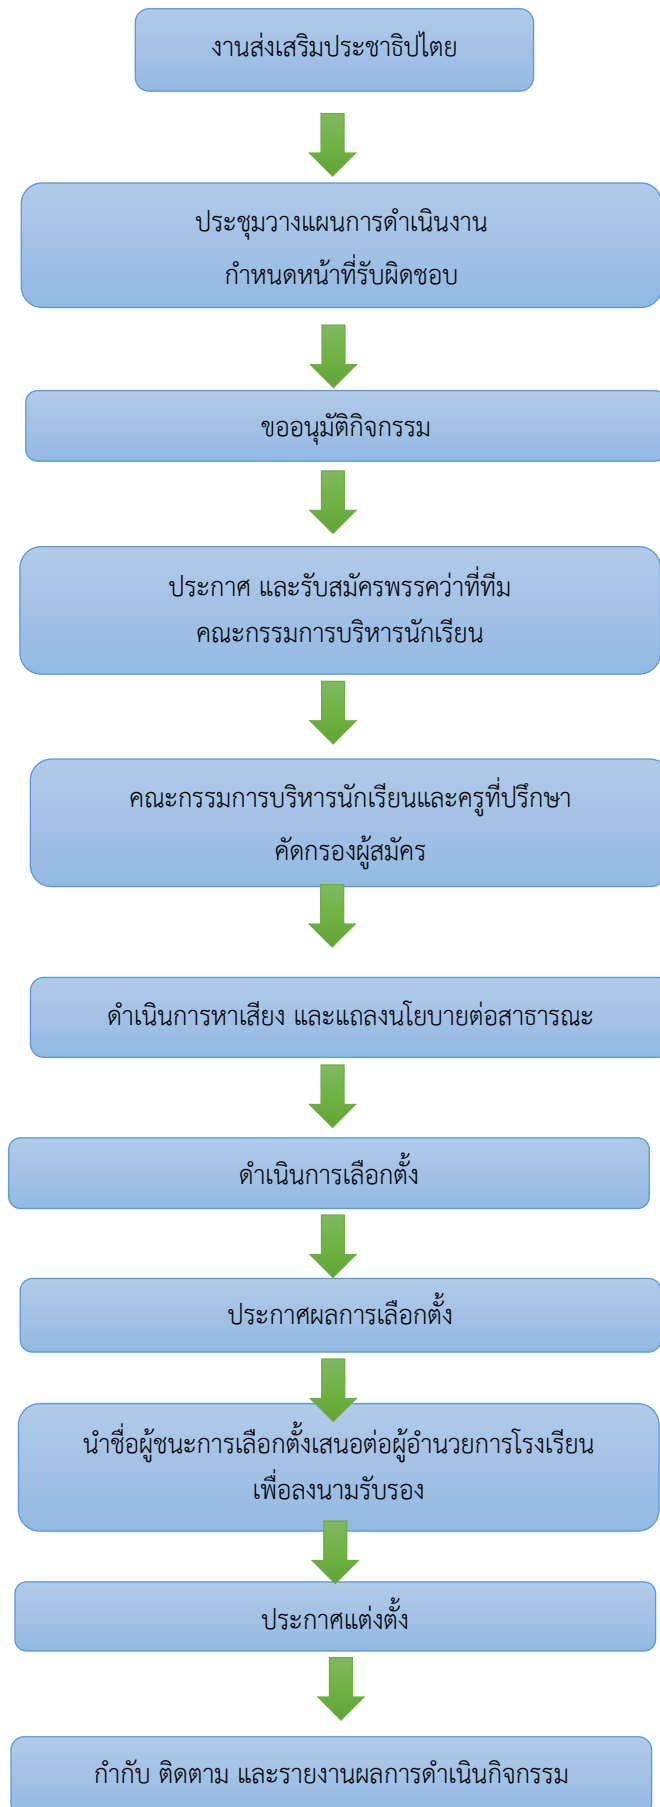 งานส่งเสริมประชาธิปไตย
ประชุมวางแผนการดำเนินงาน
กำหนดหน้าที่รับผิดชอบ
ขออนุมัติกิจกรรม
ประกาศ และรับสมัครพรรคว่าที่ทีม
คณะกรรมการบริหารนักเรียน
คณะกรรมการบริหารนักเรียนและครูที่ปรึกษา
คัดกรองผู้สมัคร
ดำเนินการหาเสียง และแถลงนโยบายต่อสาธารณะ
ดำเนินการเลือกตั้ง
ประกาศผลการเลือกตั้ง
นำชื่อผู้ชนะการเลือกตั้งเสนอต่อผู้อำนวยการโรงเรียน
เพื่อลงนามรับรอง
ประกาศแต่งตั้ง
กำกับ ติดตาม และรายงานผลการดำเนินกิจกรรม